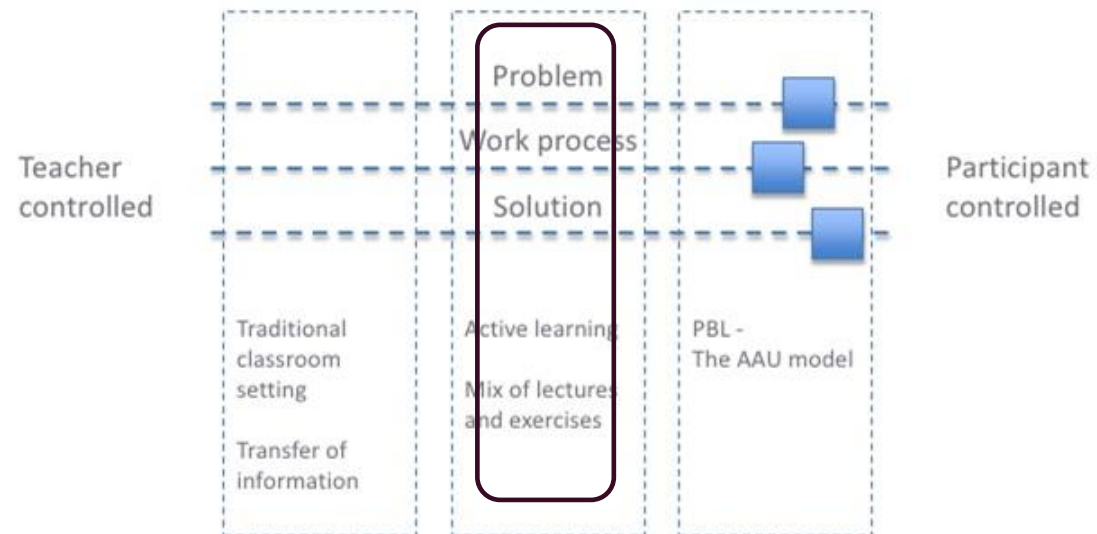 Problem
Work process
Solution
Teacher
controlled
Participant
controlled
Traditional
classroom
setting
Transfer of
information
Active learning
Mix of lectures
and exercises
PBL -
The AAU model